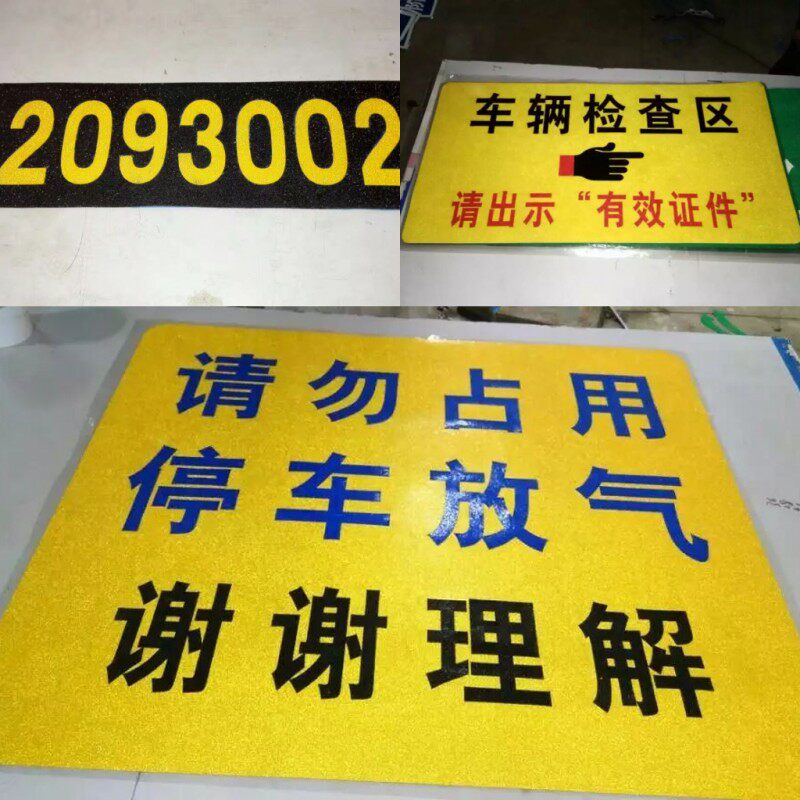 2093002
车辆检查区
请出示“有效证件”
请勿占用
停车放气
谢谢理解